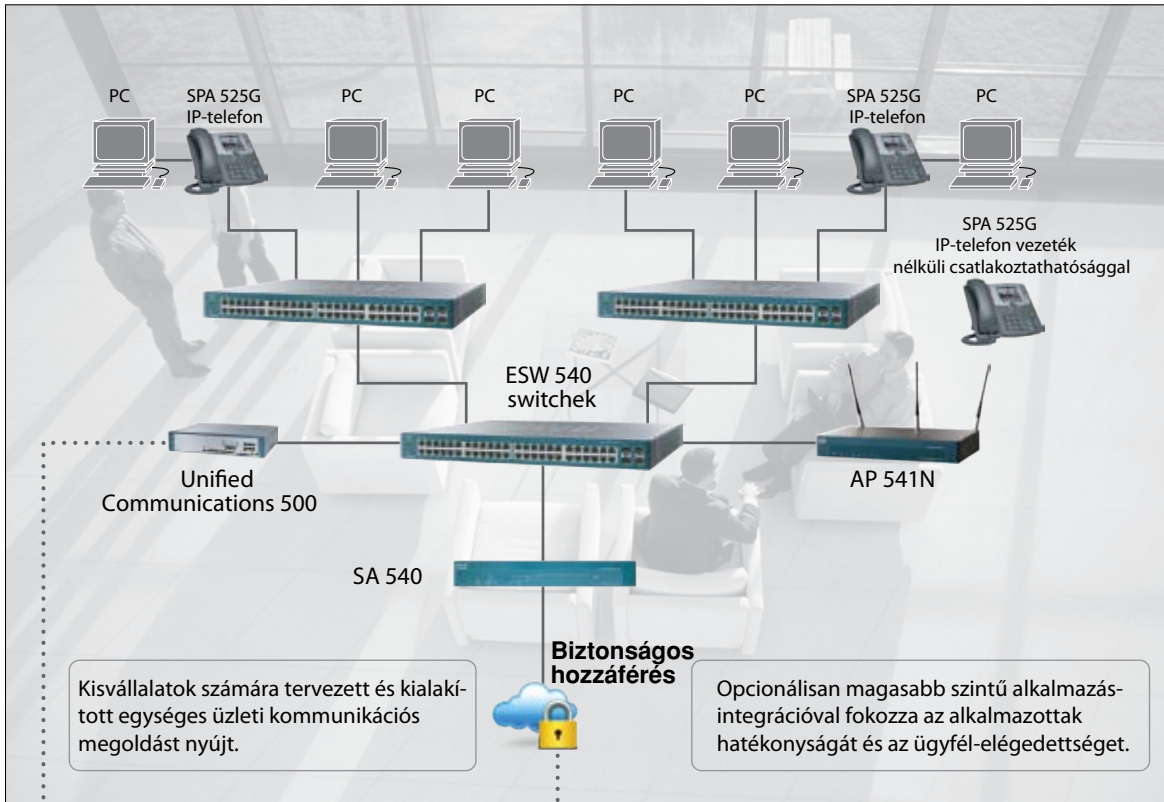 PC
SPA 525G
IP-telefon
PC
PC
PC
PC
SPA 525G
IP-telefon
PC
SPA 525G
IP-telefon vezeték
nélküli csatlakoztathatósággal
ESW 540
switchek
Unified
Communications 500
AP 541N
SA 540
Biztonságos
hozzáférés
Kisvállalatok számára tervezett és kialakí-
tott egységes üzleti kommunikációs
megoldást nyújt.
Opcionálisan magasabb szintű alkalmazás-
integrációval fokozza az alkalmazottak
hatékonyságát és az ügyfél-elégedettséget.